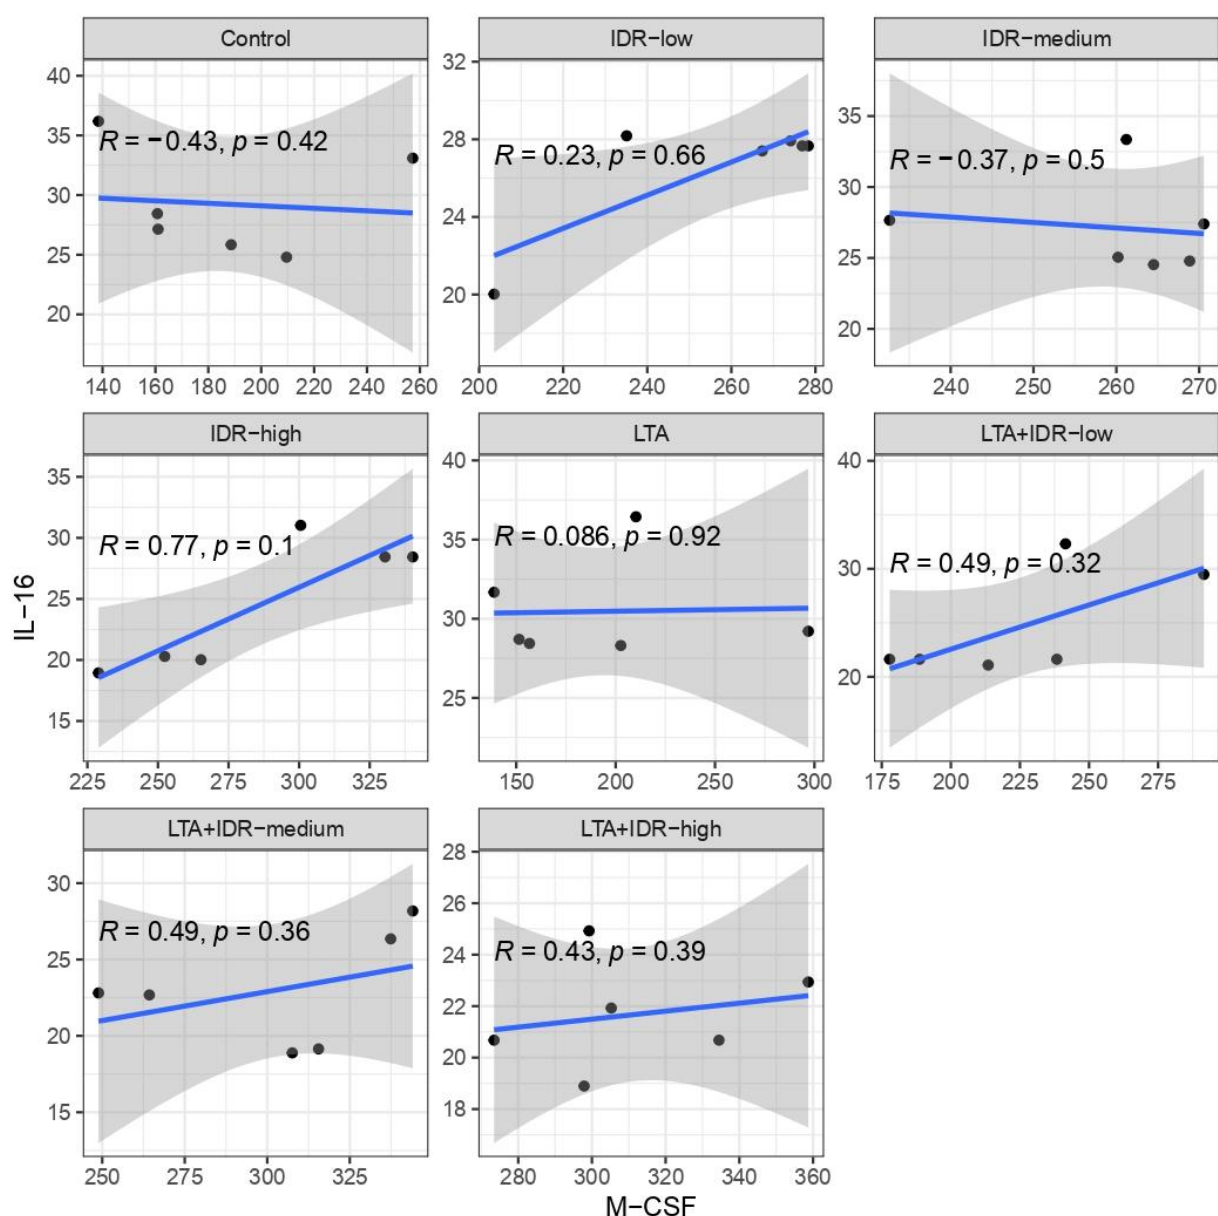 Control
IDR−low
IDR−medium
40
35
30
25
20
R = −0.43, p = 0.42
140 160 180 200 220 240 260
32
28
24
20
R = 0.23, p = 0.66
200 220 240 260 280
35
30
25
20
R = −0.37, p = 0.5
240 250 260 270
IDR−high
LTA
LTA+IDR−low
35
30
25
20
15
R = 0.77, p = 0.1
225 250 275 300 325
40
35
30
25
R = 0.086, p = 0.92
150 200 250 300
40
30
20
R = 0.49, p = 0.32
175 200 225 250 275
IL−16
LTA+IDR−medium
LTA+IDR−high
30
25
20
15
R = 0.49, p = 0.36
250 275 300 325
28
26
24
22
20
18
R = 0.43, p = 0.39
280 300 320 340 360
M−CSF